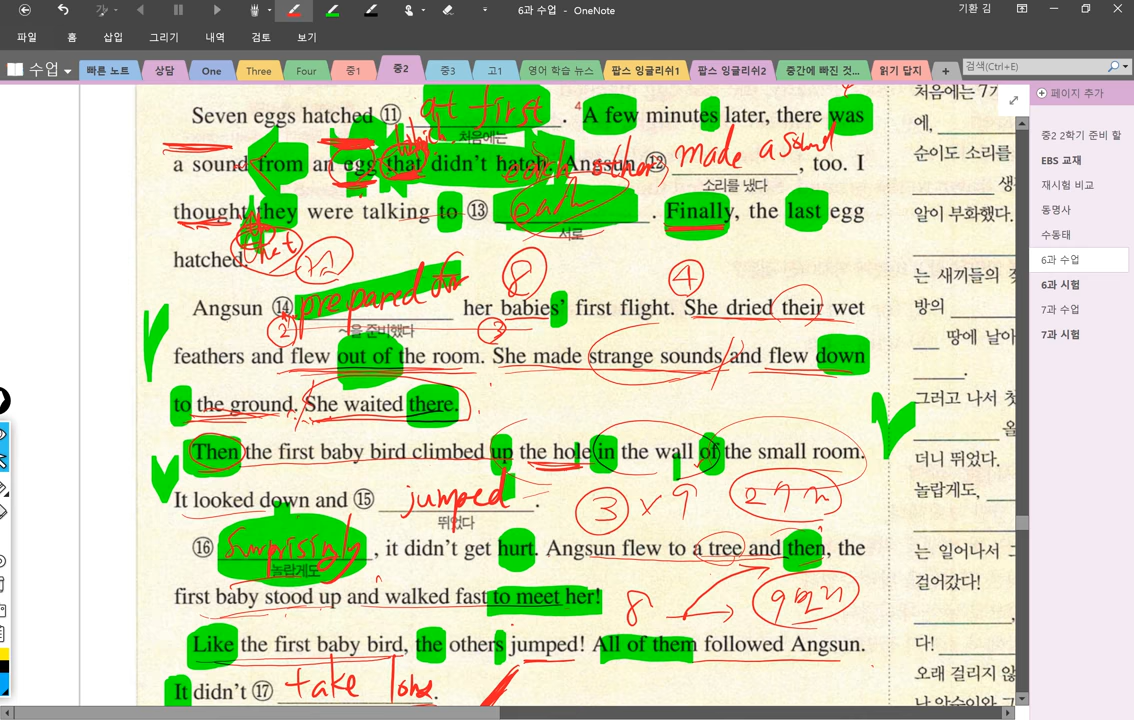 6과 수업 - OneNote
기환 김
파일 홈 삽입 그리기 내역 검토 보기
수업 빠른 노트 상담 One Three Four 중1 중2 중3 고1 영어 학습 뉴스 팝스 잉글리쉬1 팝스 잉글리쉬2 중간에 빠진 것... 읽기 답지 + 검색(Ctrl+E)
페이지 추가
중2 2학기 준비 할
EBS 교재
재시험 비교
동명사
수동태
6과 수업
6과 시험
7과 수업
7과 시험
Seven eggs hatched ⑪ at first . A few minutes later, there was
처음에는
which
a sound from an egg that didn't hatch. Angsun ⑫ made a sound , too. I
소리를 냈다
each other
thought they were talking to ⑬ each . Finally, the last egg
서로
that
hatched.
8 ④
Angsun ⑭ prepared for her babies' first flight. She dried their wet
② ~을 준비했다 ③
feathers and flew out of the room. She made strange sounds and flew down
to the ground. She waited there.
Then the first baby bird climbed up the hole in the wall of the small room.
It looked down and ⑮ jumped .
뛰었다
③ x 9
⑯ Surprisingly , it didn't get hurt. Angsun flew to a tree and then, the
놀랍게도
first baby stood up and walked fast to meet her!
8
Like the first baby bird, the others jumped! All of them followed Angsun.
It didn't ⑰ take long .
처음에는 7
에,
순이도 소리를
생
알이 부화했다.
는 새끼들의 첫
방의
땅에 날아
그리고 나서 첫
올
더니 뛰었다.
놀랍게도,
는 일어나서 그
걸어갔다!
다!
오래 걸리지 않